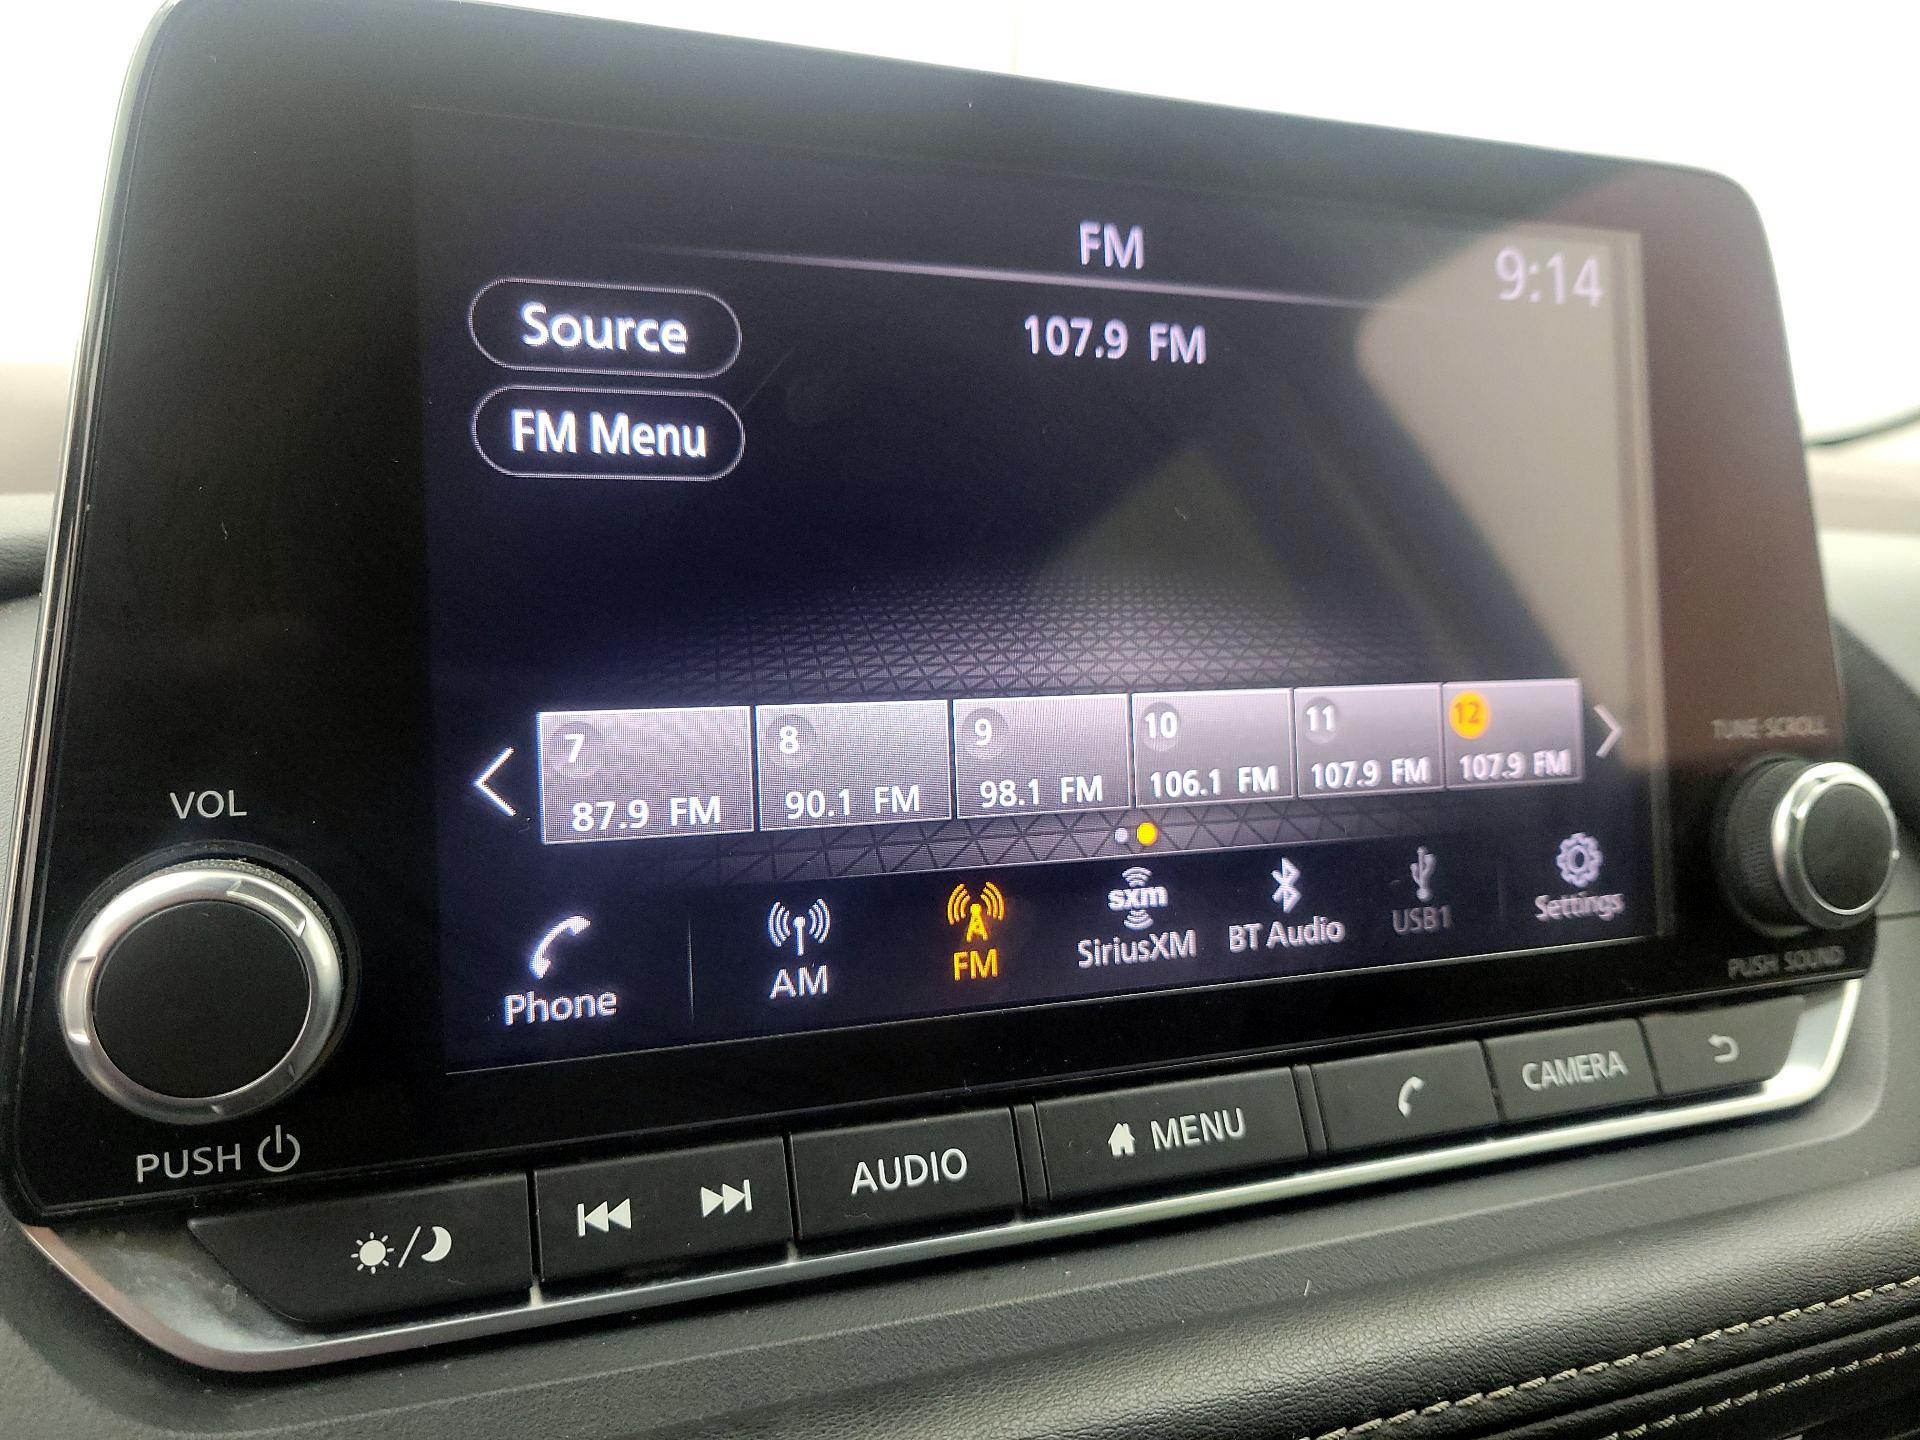 FM
9:14
Source
107.9 FM
FM Menu
7
87.9 FM
8
90.1 FM
9
98.1 FM
10
106.1 FM
11
107.9 FM
12
107.9 FM
VOL
TUNE·SCROLL
Phone
AM
FM
sxm
SiriusXM
BT Audio
USB1
Settings
PUSH
PUSH SOUND
AUDIO
MENU
CAMERA